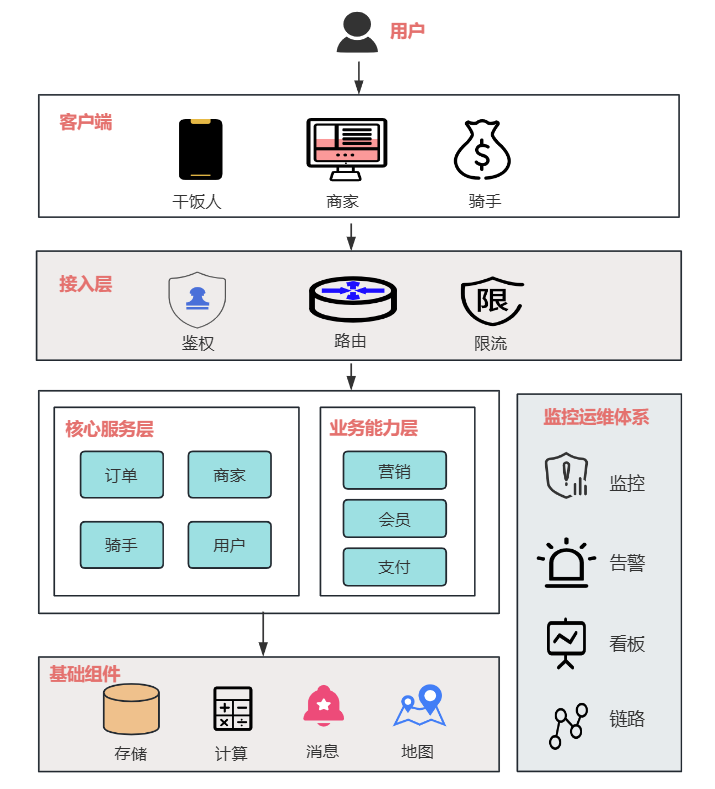 用户
客户端
干饭人
商家
骑手
接入层
鉴权
路由
限
限流
核心服务层
订单
商家
骑手
用户
业务能力层
营销
会员
支付
监控运维体系
监控
告警
看板
链路
基础组件
存储
计算
消息
地图